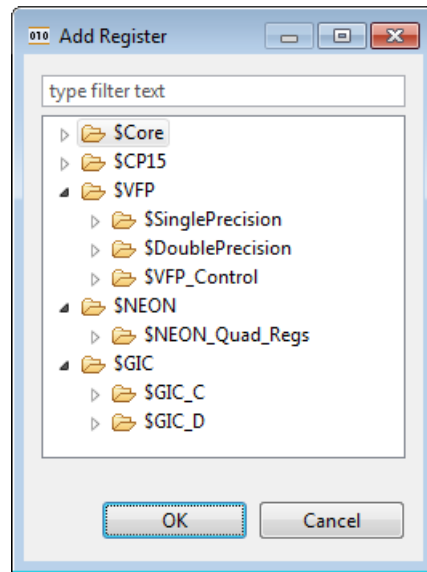 010 Add Register
type filter text
$Core
$CP15
$VFP
$SinglePrecision
$DoublePrecision
$VFP_Control
$NEON
$NEON_Quad_Regs
$GIC
$GIC_C
$GIC_D
OK Cancel